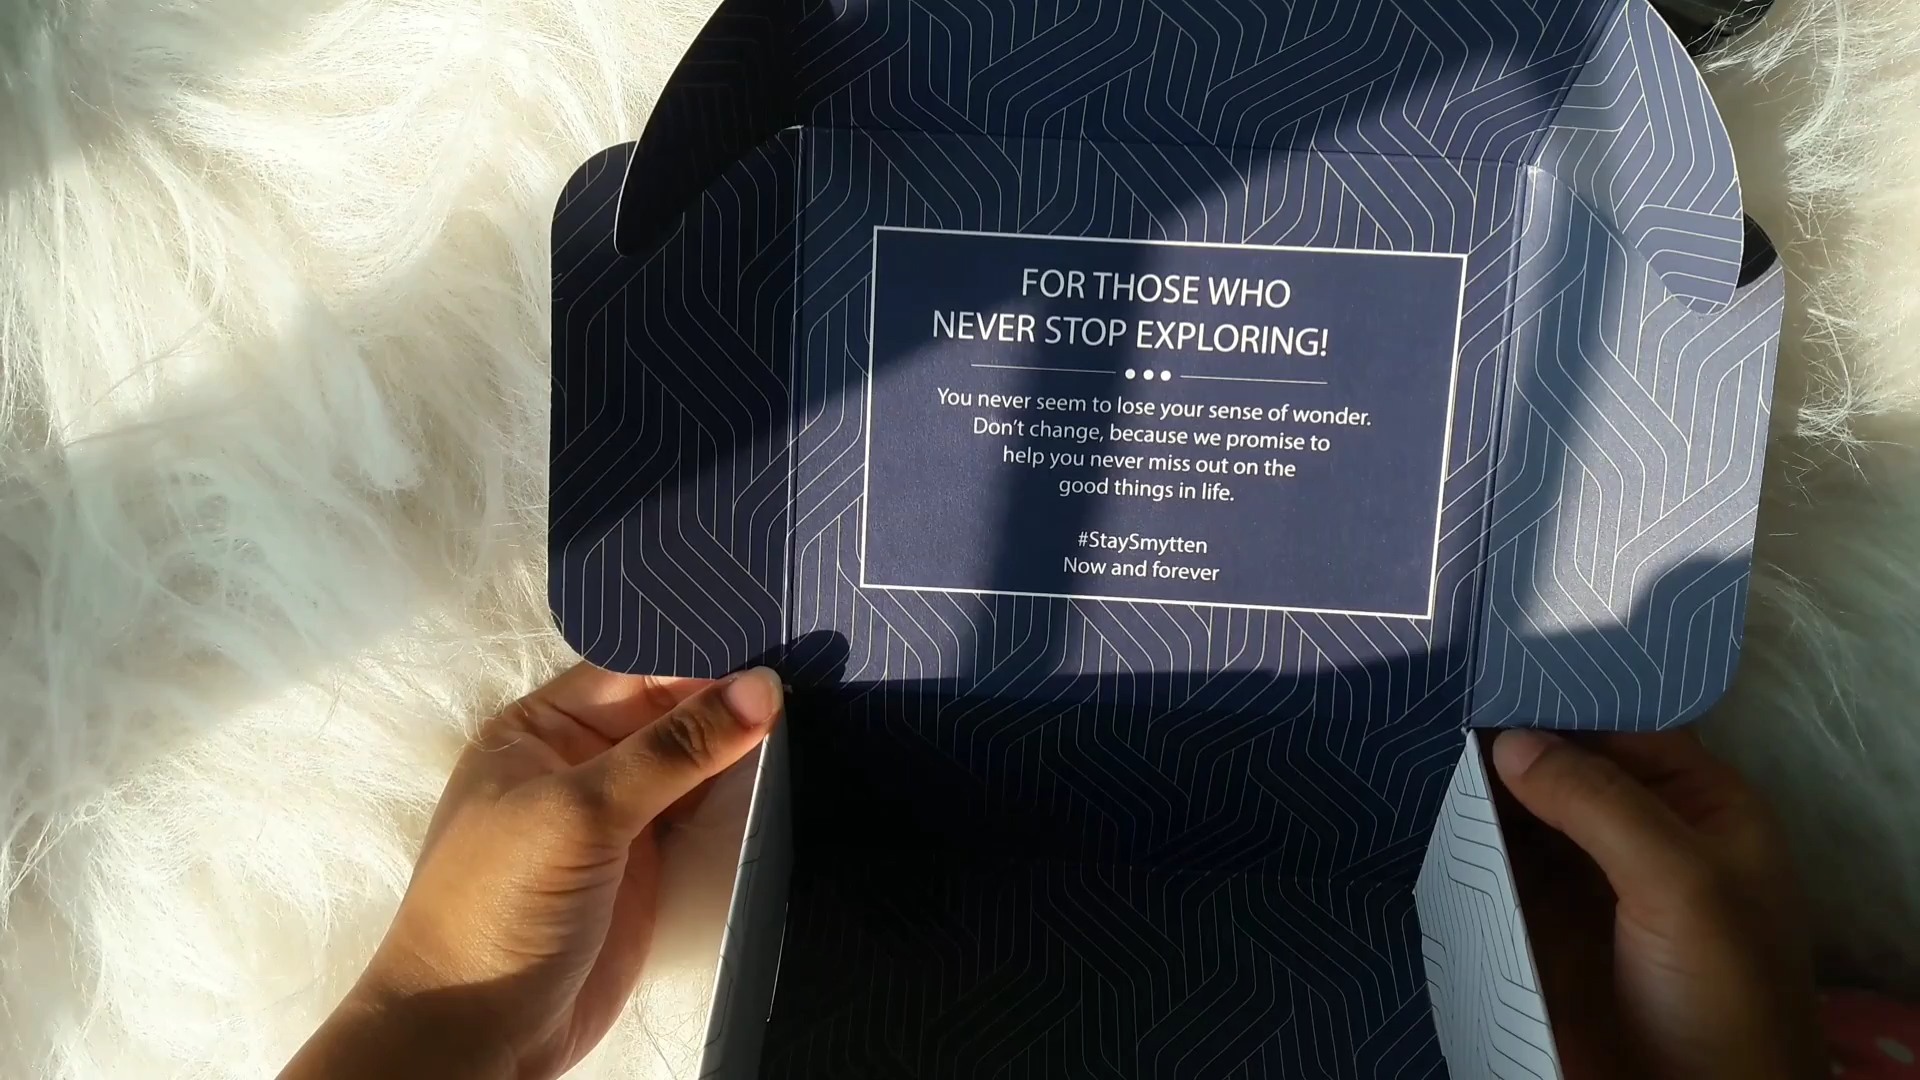 FOR THOSE WHO
NEVER STOP EXPLORING!
You never seem to lose your sense of wonder.
Don't change, because we promise to
help you never miss out on the
good things in life.
#StaySmytten
Now and forever